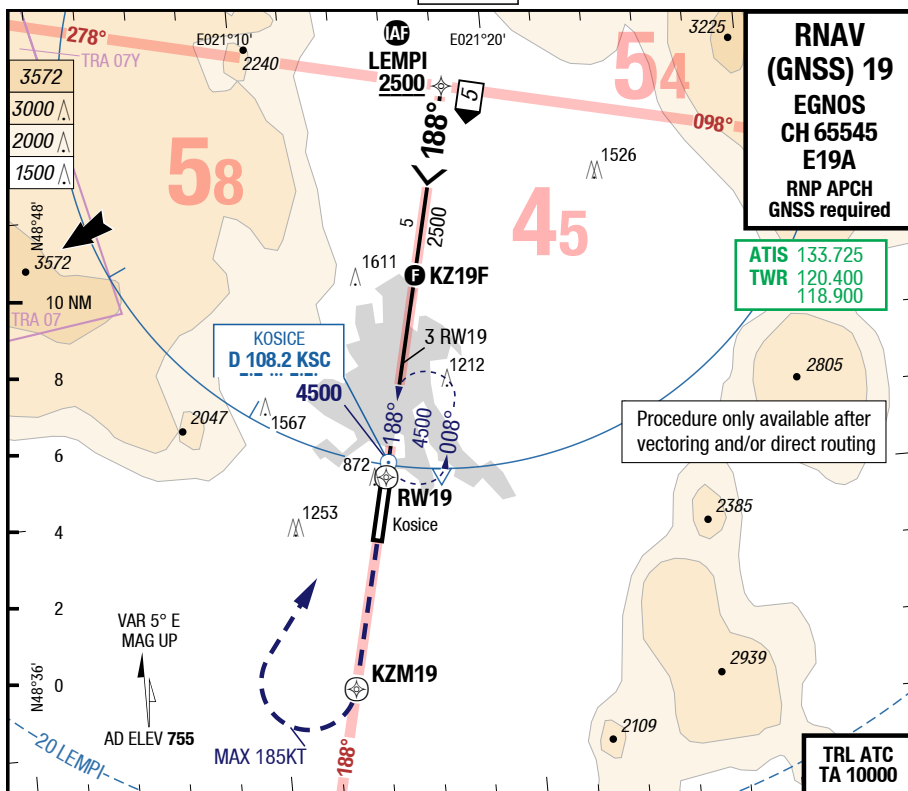 278°
TRA 07Y
E021°10'
2240
IAF
LEMPI
2500
E021°20'
5
54
3225
098°
RNAV
(GNSS) 19
EGNOS
CH 65545
E19A
RNP APCH
GNSS required
3572
3000
2000
1500
58
188°
1526
45
N48°48'
3572
10 NM
TRA 07
5
2500
1611
F KZ19F
ATIS 133.725
TWR 120.400
118.900
KOSICE
D 108.2 KSC
4500
3 RW19
1212
2805
8
2047
1567
188°
4500
008°
Procedure only available after
vectoring and/or direct routing
6
872
RW19
Kosice
2385
4
1253
2
VAR 5° E
MAG UP
2939
N48°36'
0
KZM19
AD ELEV 755
20 LEMPI
MAX 185KT
188°
2109
TRL ATC
TA 10000